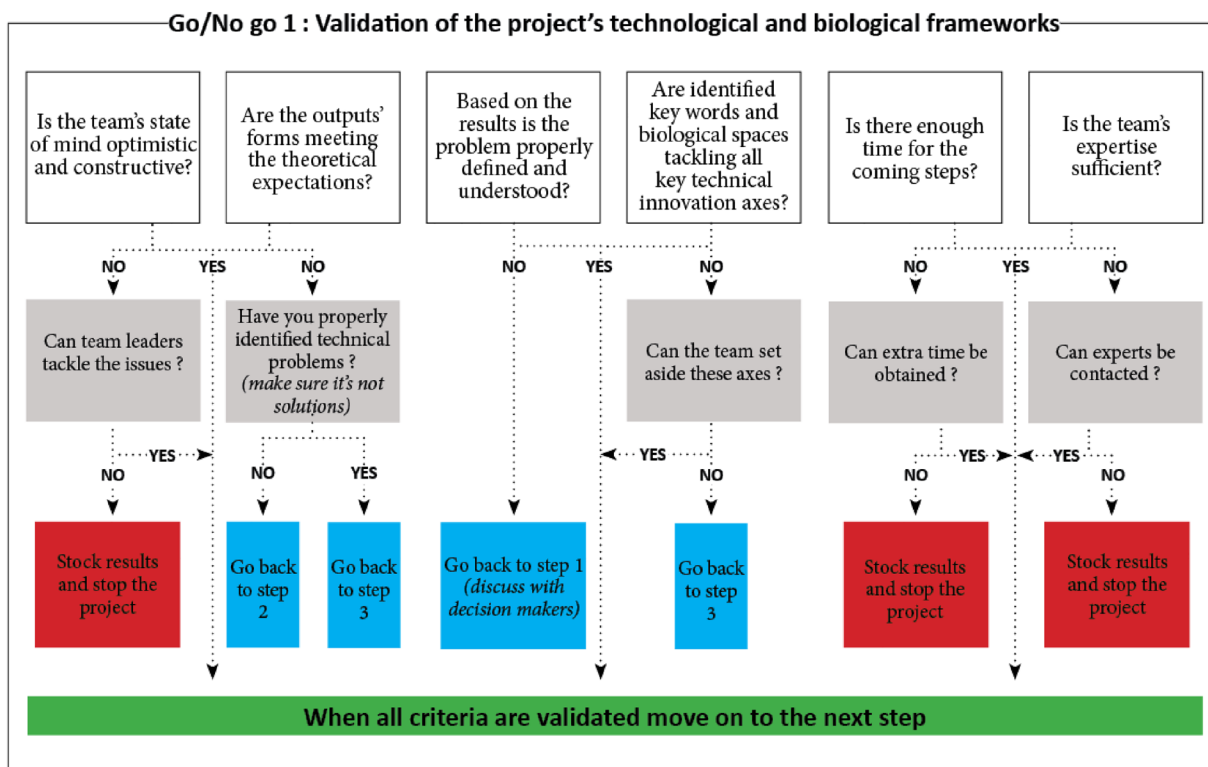 Go/No go 1 : Validation of the project's technological and biological frameworks
Is the team's state
of mind optimistic
and constructive?
Are the outputs'
forms meeting
the theoretical
expectations?
Based on the
results is the
problem properly
defined and
understood?
Are identified
key words and
biological spaces
tackling all
key technical
innovation axes?
Is there enough
time for the
coming steps?
Is the team's
expertise
sufficient?
NO
YES
NO
NO
YES
NO
NO
YES
NO
Can team leaders
tackle the issues ?
Have you properly
identified technical
problems ?
(make sure it's not
solutions)
Can the team set
aside these axes ?
Can extra time be
obtained ?
Can experts be
contacted ?
YES
NO
NO
YES
YES
NO
YES
NO
YES
NO
Stock results
and stop the
project
Go back
to step
2
Go back
to step
3
Go back to step 1
(discuss with
decision makers)
Go back
to step
3
Stock results
and stop the
project
Stock results
and stop the
project
When all criteria are validated move on to the next step